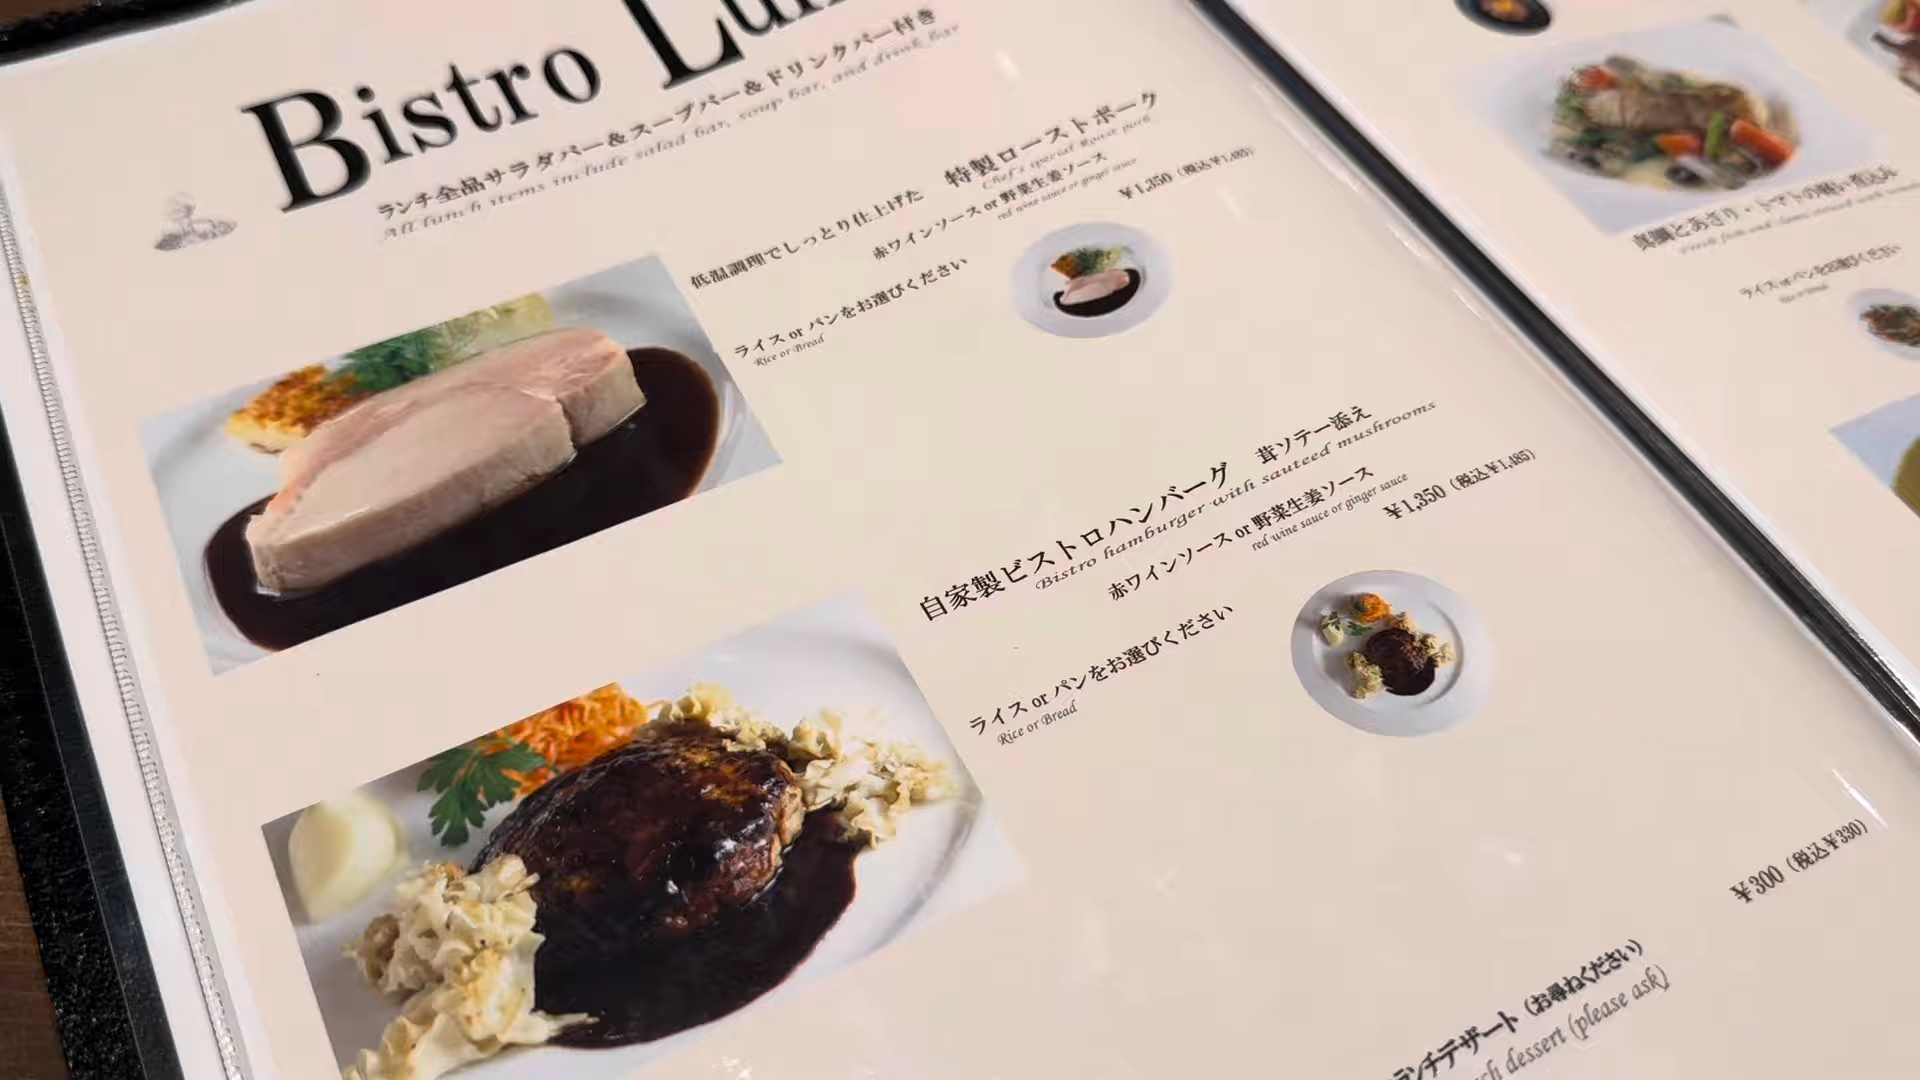 Bistro
ランチ全品サラダバー＆スープバー＆ドリンクバー付き
All lunch items include salad bar, soup bar, and drink bar
低温調理でしっとり仕上げた 特製ローストポーク
Chef's special Roast pork
赤ワインソース or 野菜生姜ソース
red wine sauce or ginger sauce
¥1,350（税込¥1,485）
ライス or パンをお選びください
Rice or Bread
自家製ビストロハンバーグ 茸ソテー添え
Bistro hamburger with sauteed mushrooms
赤ワインソース or 野菜生姜ソース
red wine sauce or ginger sauce
¥1,350（税込¥1,485）
ライス or パンをお選びください
Rice or Bread
¥300（税込¥330）
ランチデザート（お尋ねください）
dessert (please ask)
真鯛とあさり・トマトの軽い煮込み
ライス or パンをお選びください
Rice or Bread